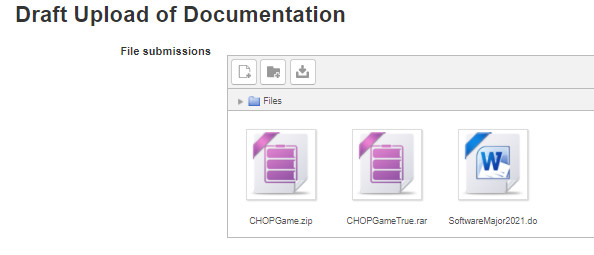 Draft Upload of Documentation
File submissions
Files
W
CHOPGame.zip
CHOPGameTrue.rar
SoftwareMajor2021.do